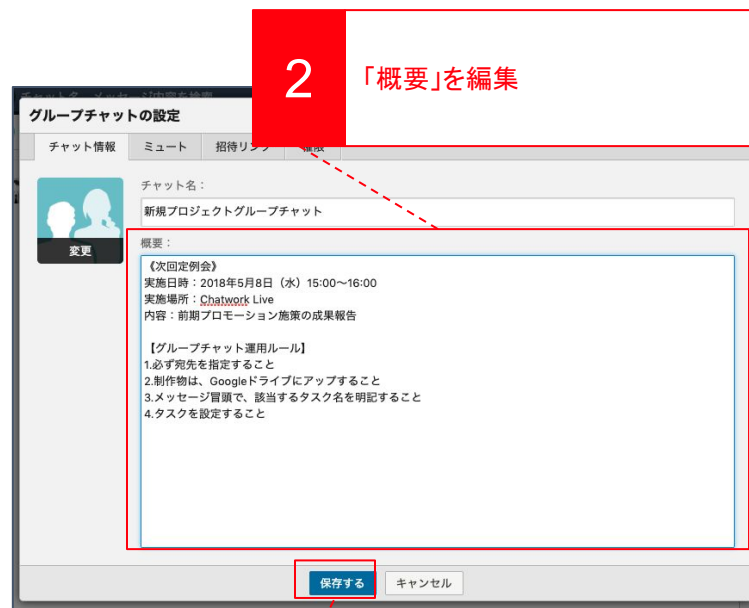 2
「概要」を編集
グループチャットの設定
チャット情報
ミュート
招待リンク
権限
チャット名：
新規プロジェクトグループチャット
変更
概要：
《次回定例会》
実施日時：2018年5月8日（水）15:00〜16:00
実施場所：Chatwork Live
内容：前期プロモーション施策の成果報告
【グループチャット運用ルール】
1.必ず宛先を指定すること
2.制作物は、Googleドライブにアップすること
3.メッセージ冒頭で、該当するタスク名を明記すること
4.タスクを設定すること
保存する
キャンセル